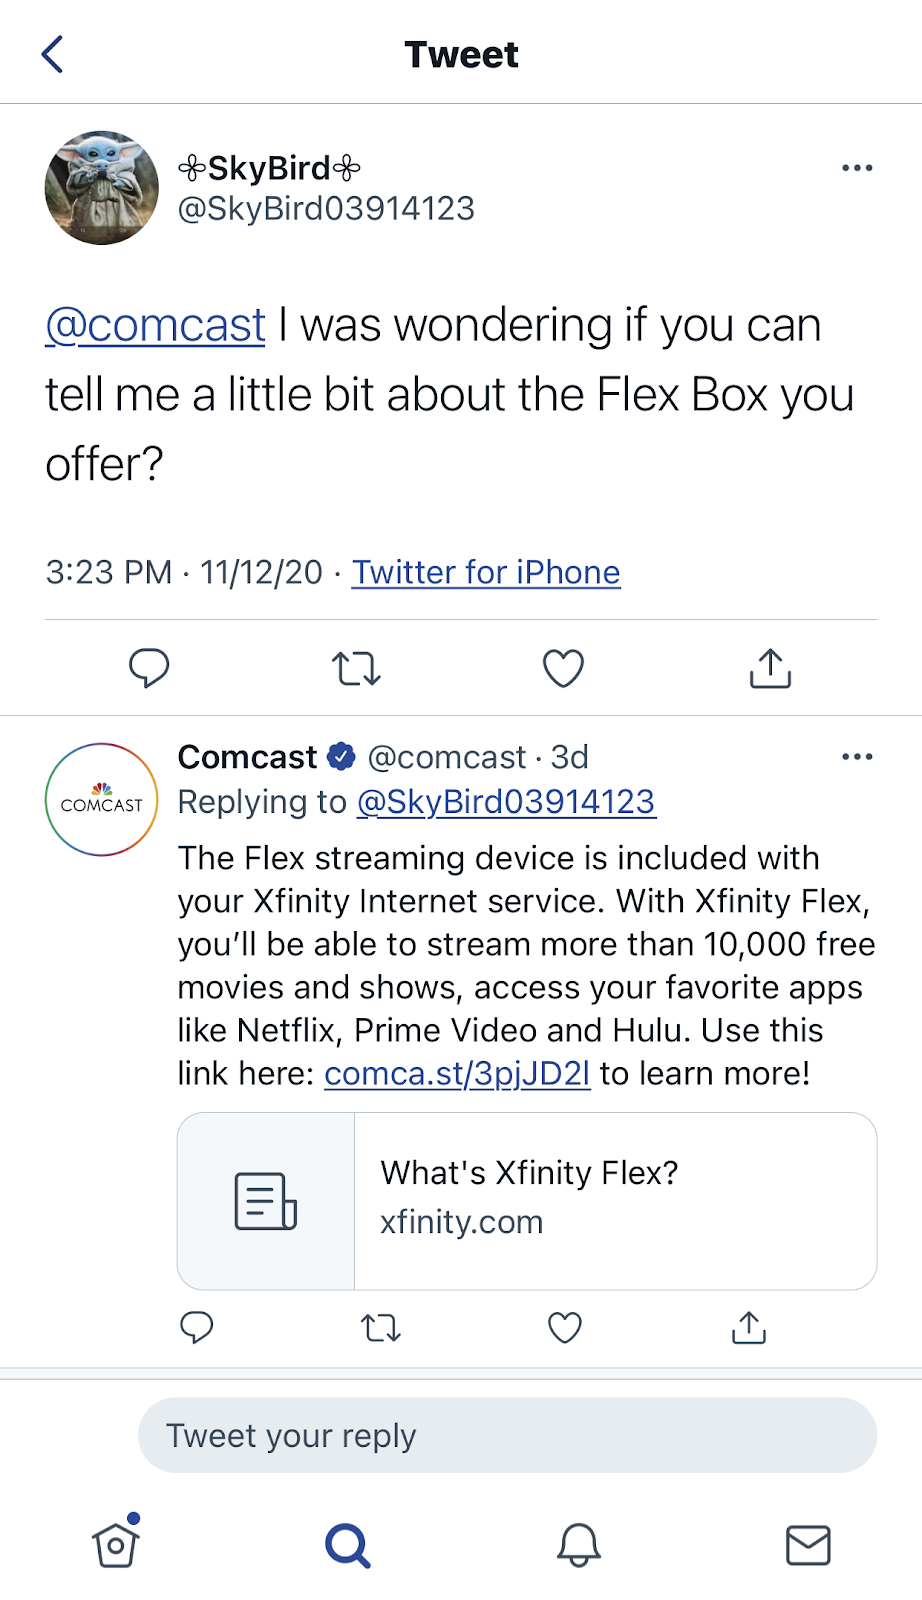 Tweet
SkyBird
@SkyBird03914123
@comcast I was wondering if you can
tell me a little bit about the Flex Box you
offer?
3:23 PM · 11/12/20 · Twitter for iPhone
Comcast @comcast · 3d
Replying to @SkyBird03914123
COMCAST
The Flex streaming device is included with
your Xfinity Internet service. With Xfinity Flex,
you’ll be able to stream more than 10,000 free
movies and shows, access your favorite apps
like Netflix, Prime Video and Hulu. Use this
link here: comca.st/3pjJD2l to learn more!
What's Xfinity Flex?
xfinity.com
Tweet your reply